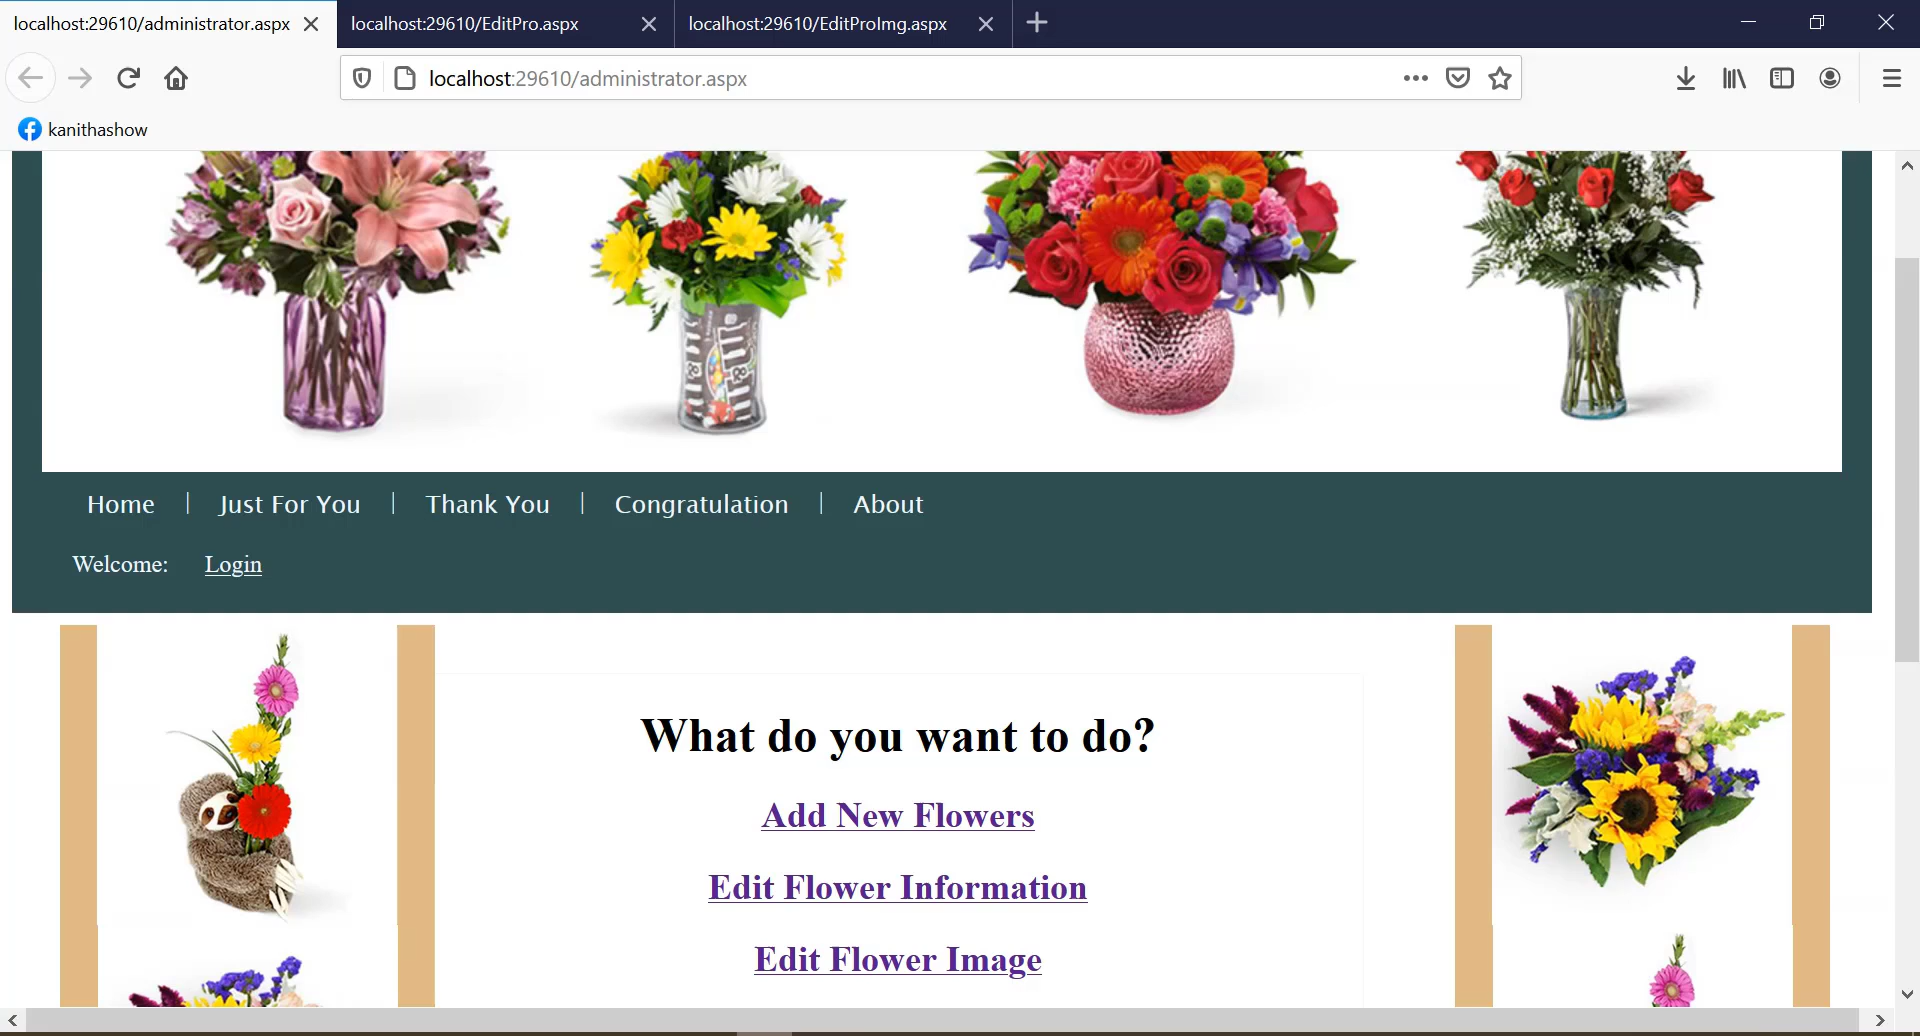 localhost:29610/administrator.aspx
localhost:29610/EditPro.aspx
localhost:29610/EditProImg.aspx
localhost:29610/administrator.aspx
kanithashow
Home | Just For You | Thank You | Congratulation | About
Welcome: Login
What do you want to do?
Add New Flowers
Edit Flower Information
Edit Flower Image